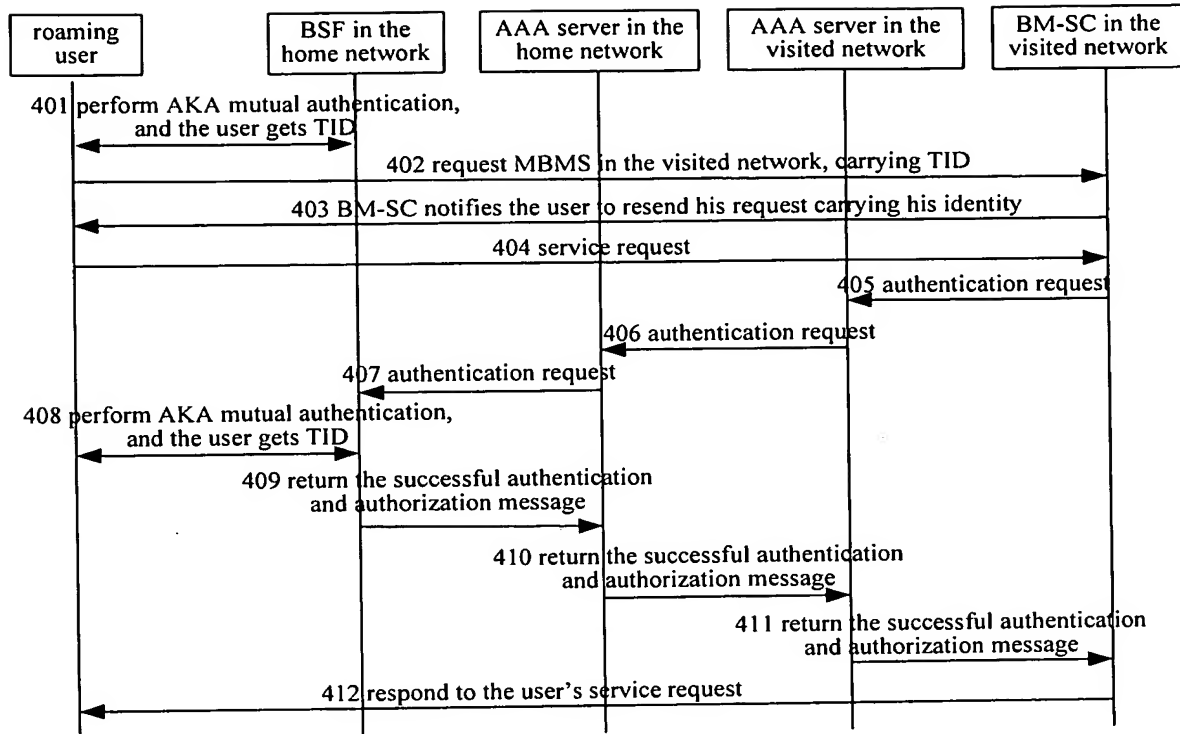 roaming
user
BSF in the
home network
AAA server in the
home network
AAA server in the
visited network
BM-SC in the
visited network
401 perform AKA mutual authentication,
and the user gets TID
402 request MBMS in the visited network, carrying TID
403 BM-SC notifies the user to resend his request carrying his identity
404 service request
405 authentication request
406 authentication request
407 authentication request
408 perform AKA mutual authentication,
and the user gets TID
409 return the successful authentication
and authorization message
410 return the successful authentication
and authorization message
411 return the successful authentication
and authorization message
412 respond to the user's service request